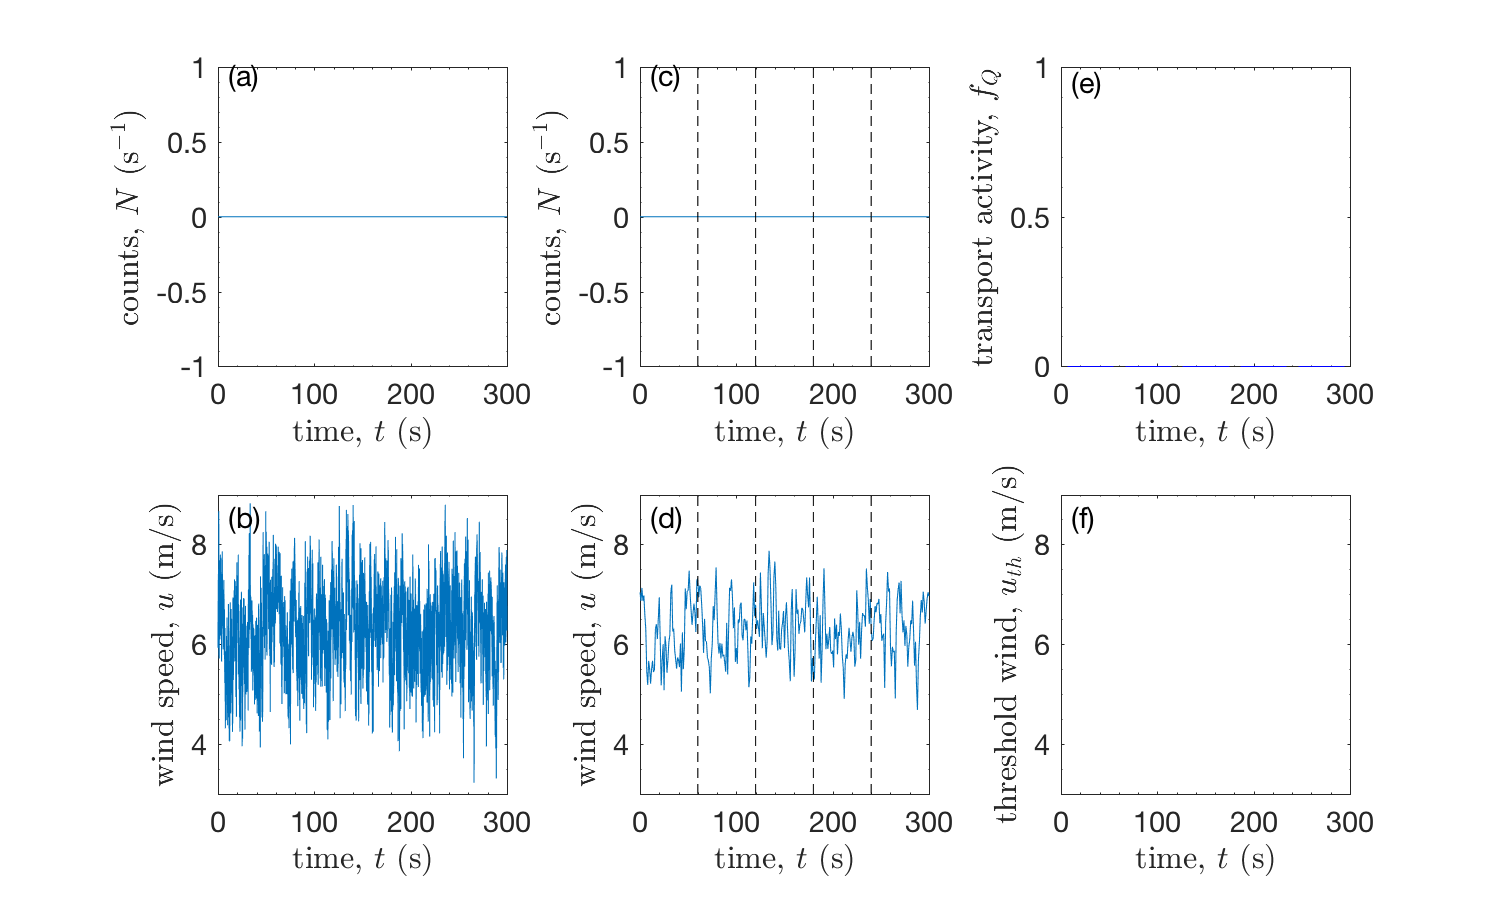 (a)
counts, N (s⁻¹)
1
0.5
0
-0.5
-1
0 100 200 300
time, t (s)
(c)
counts, N (s⁻¹)
1
0.5
0
-0.5
-1
0 100 200 300
time, t (s)
(e)
transport activity, f_Q
1
0.5
0
0 100 200 300
time, t (s)
(b)
wind speed, u (m/s)
8
6
4
0 100 200 300
time, t (s)
(d)
wind speed, u (m/s)
8
6
4
0 100 200 300
time, t (s)
(f)
threshold wind, u_th (m/s)
8
6
4
0 100 200 300
time, t (s)